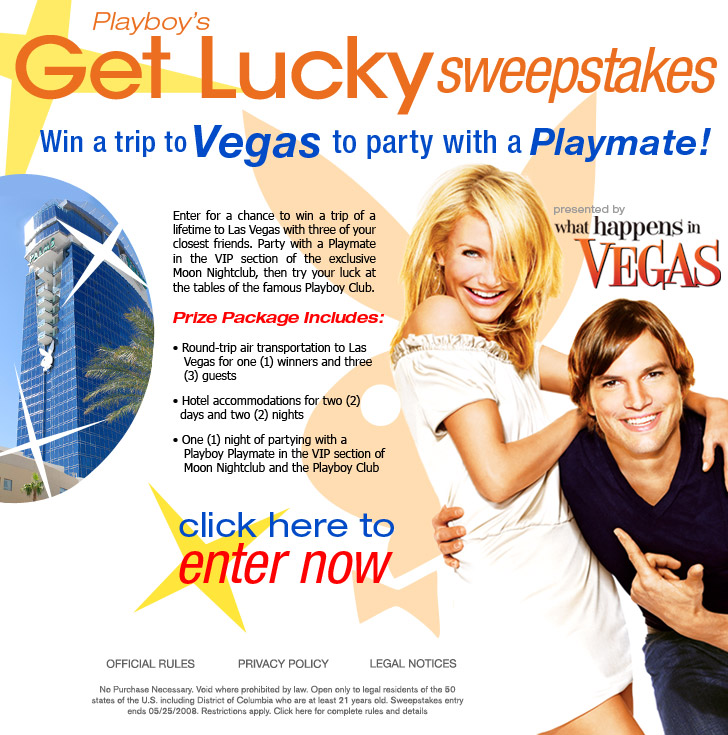 Playboy's
Get Lucky sweepstakes
Win a trip to Vegas to party with a Playmate!
PALMS
Enter for a chance to win a trip of a
lifetime to Las Vegas with three of your
closest friends. Party with a Playmate
in the VIP section of the exclusive
Moon Nightclub, then try your luck at
the tables of the famous Playboy Club.
presented by
what happens in
VEGAS
Prize Package Includes:
• Round-trip air transportation to Las
Vegas for one (1) winners and three
(3) guests
• Hotel accommodations for two (2)
days and two (2) nights
• One (1) night of partying with a
Playboy Playmate in the VIP section of
Moon Nightclub and the Playboy Club
click here to
enter now
OFFICIAL RULES PRIVACY POLICY LEGAL NOTICES
No Purchase Necessary. Void where prohibited by law. Open only to legal residents of the 50
states of the U.S. including District of Columbia who are at least 21 years old. Sweepstakes entry
ends 05/25/2008. Restrictions apply. Click here for complete rules and details